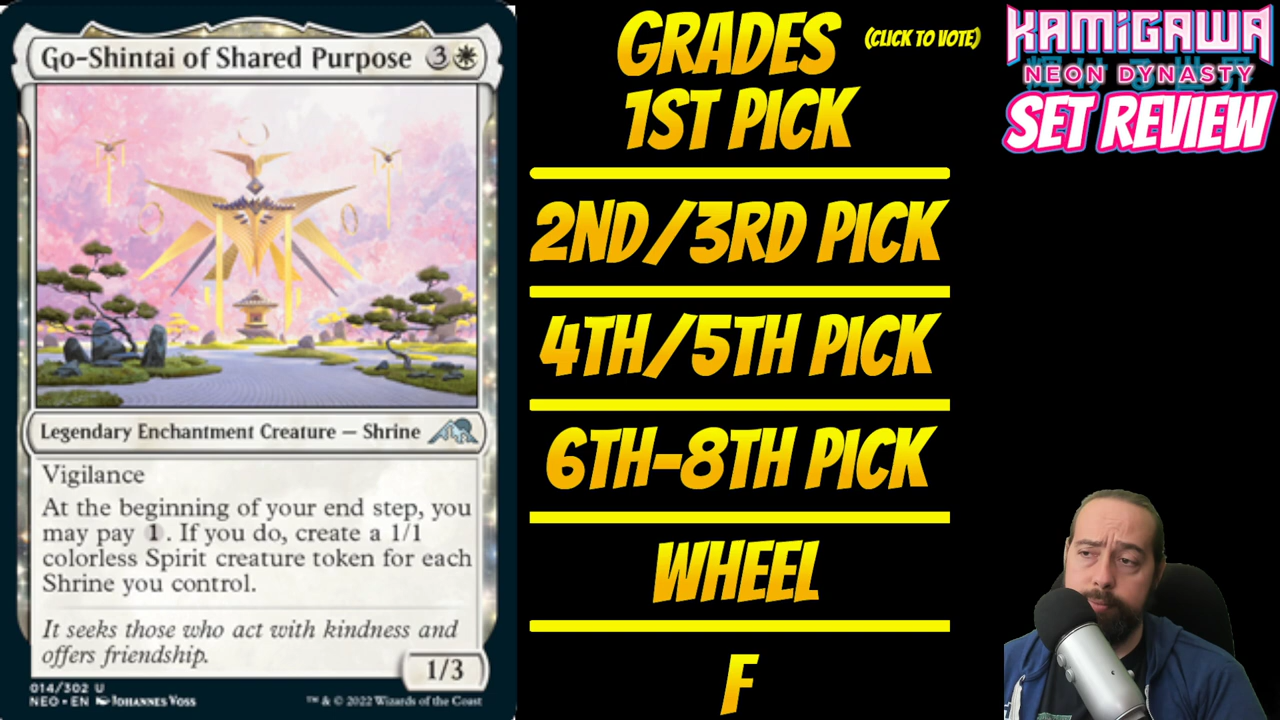 Go-Shintai of Shared Purpose 3
Legendary Enchantment Creature — Shrine
Vigilance
At the beginning of your end step, you
may pay 1. If you do, create a 1/1
colorless Spirit creature token for each
Shrine you control.
It seeks those who act with kindness and
offers friendship.
1/3
014/302 U
NEO • EN Johannes Voss
™ & © 2022 Wizards of the Coast
GRADES
(CLICK TO VOTE)
1ST PICK
2ND/3RD PICK
4TH/5TH PICK
6TH-8TH PICK
WHEEL
F
KAMIGAWA
NEON DYNASTY
SET REVIEW